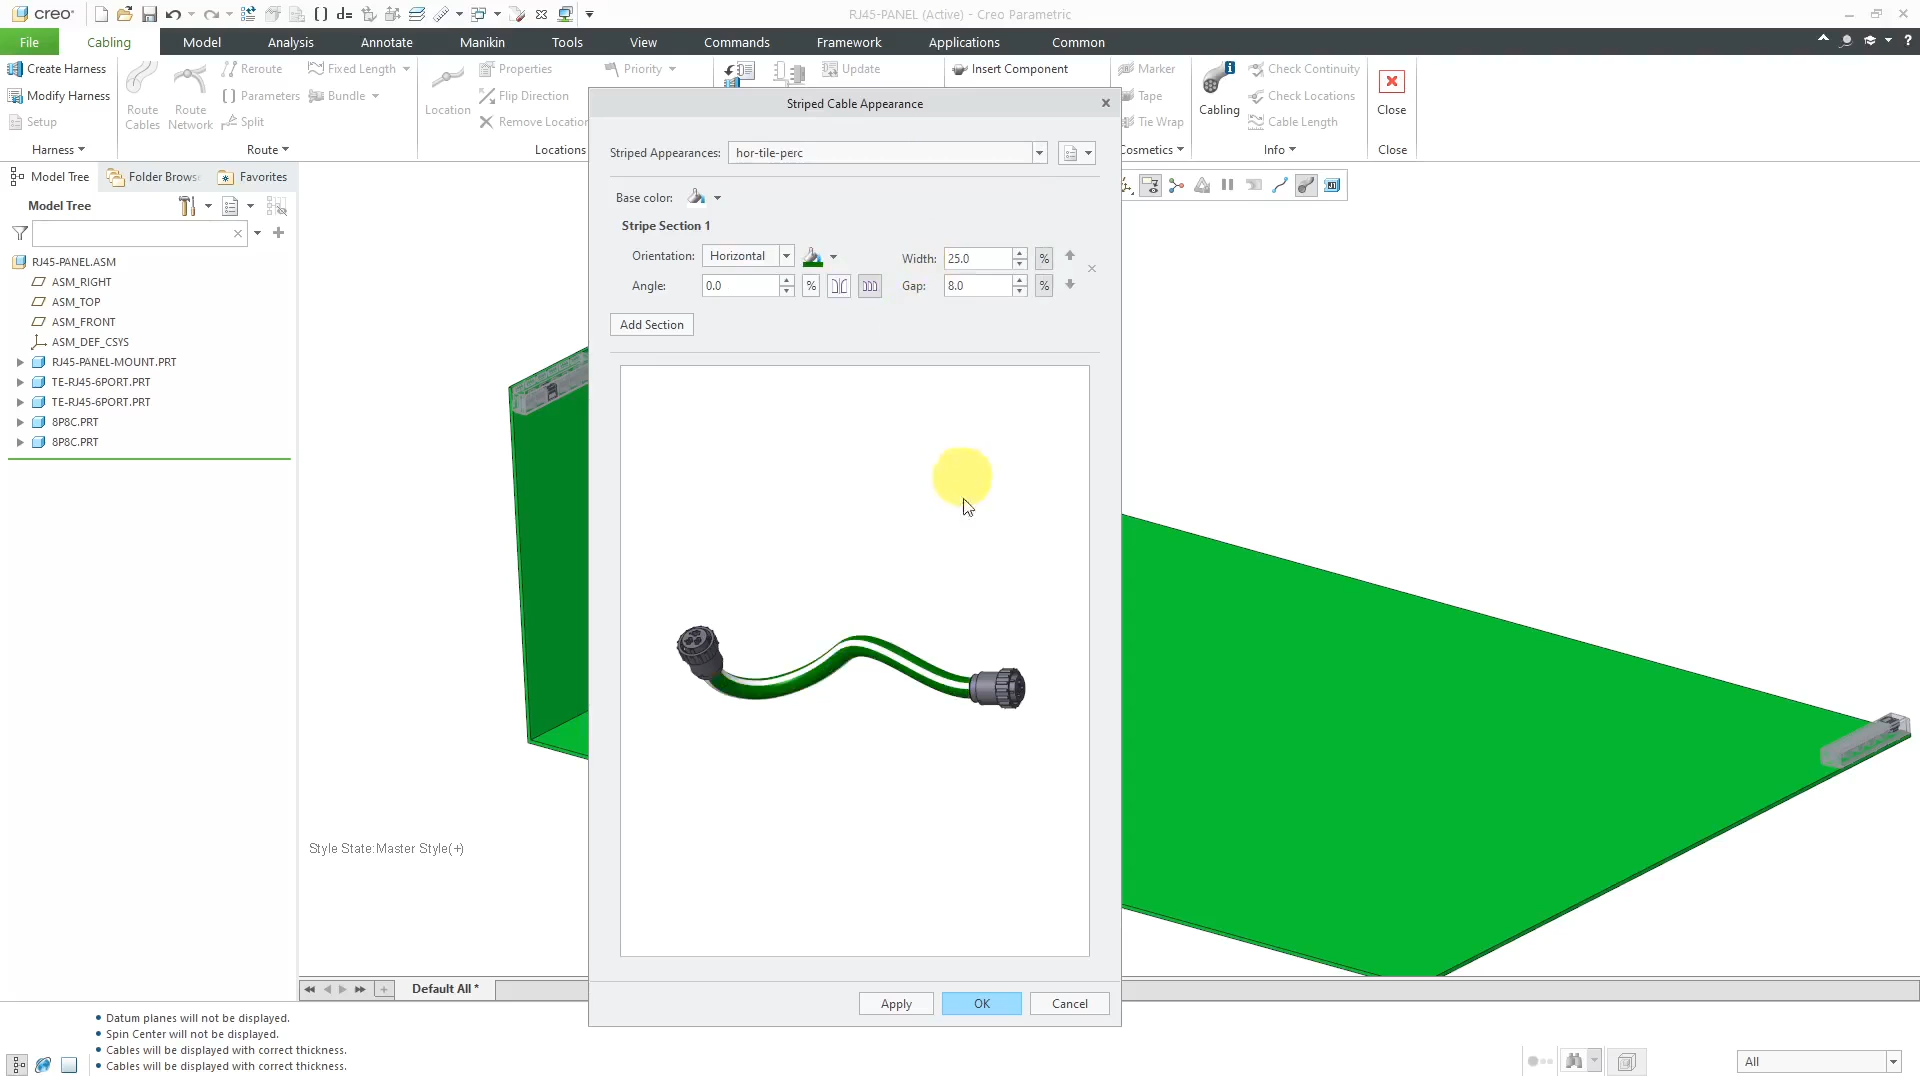 creo
RJ45-PANEL (Active) - Creo Parametric
File
Cabling
Model
Analysis
Annotate
Manikin
Tools
View
Commands
Framework
Applications
Common
Create Harness
Modify Harness
Setup
Harness
Route Cables
Route Network
Reroute
Parameters
Split
Fixed Length
Bundle
Route
Location
Properties
Flip Direction
Remove Location
Priority
Locations
Update
Insert Component
Marker
Tape
Tie Wrap
Cosmetics
Cabling
Check Continuity
Check Locations
Cable Length
Info
Close
Close
Model Tree
Folder Brows
Favorites
Model Tree
RJ45-PANEL.ASM
ASM_RIGHT
ASM_TOP
ASM_FRONT
ASM_DEF_CSYS
RJ45-PANEL-MOUNT.PRT
TE-RJ45-6PORT.PRT
TE-RJ45-6PORT.PRT
8P8C.PRT
8P8C.PRT
Striped Cable Appearance
Striped Appearances: hor-tile-perc
Base color:
Stripe Section 1
Orientation: Horizontal
Width: 25.0 %
Angle: 0.0 %
Gap: 8.0 %
Add Section
Apply
OK
Cancel
Style State:Master Style(+)
Default All *
• Datum planes will not be displayed.
• Spin Center will not be displayed.
• Cables will be displayed with correct thickness.
• Cables will be displayed with correct thickness.
All